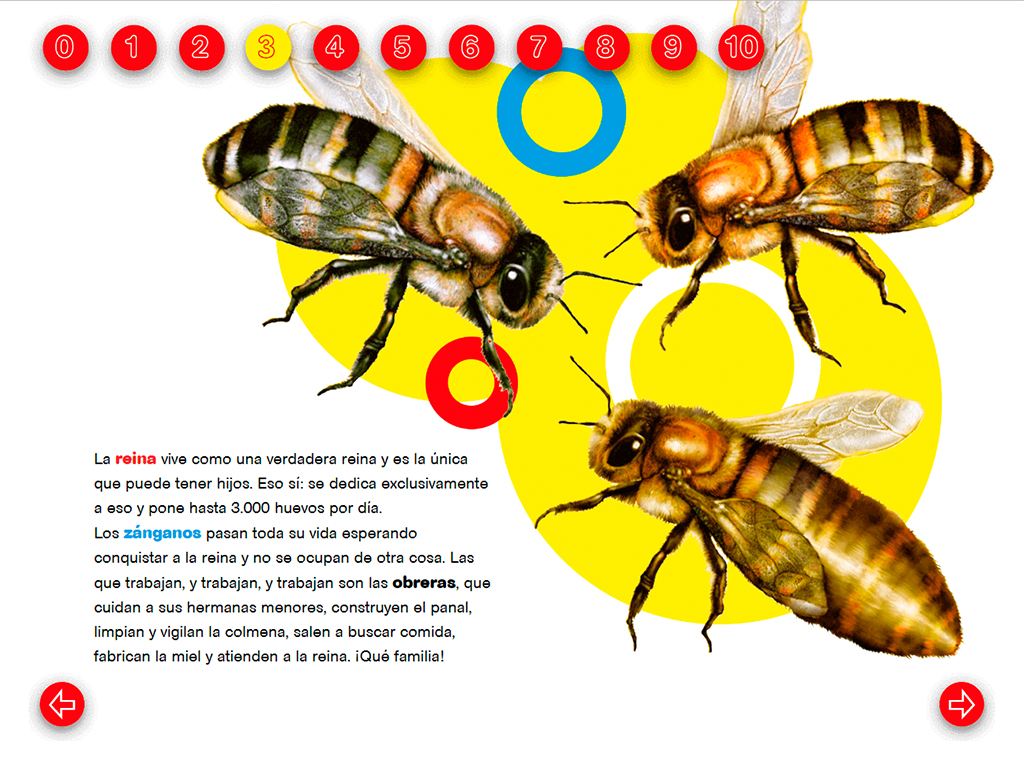 0 1 2 3 4 5 6 7 8 9 10
La reina vive como una verdadera reina y es la única
que puede tener hijos. Eso sí: se dedica exclusivamente
a eso y pone hasta 3.000 huevos por día.
Los zánganos pasan toda su vida esperando
conquistar a la reina y no se ocupan de otra cosa. Las
que trabajan, y trabajan, y trabajan son las obreras, que
cuidan a sus hermanas menores, construyen el panal,
limpian y vigilan la colmena, salen a buscar comida,
fabrican la miel y atienden a la reina. ¡Qué familia!